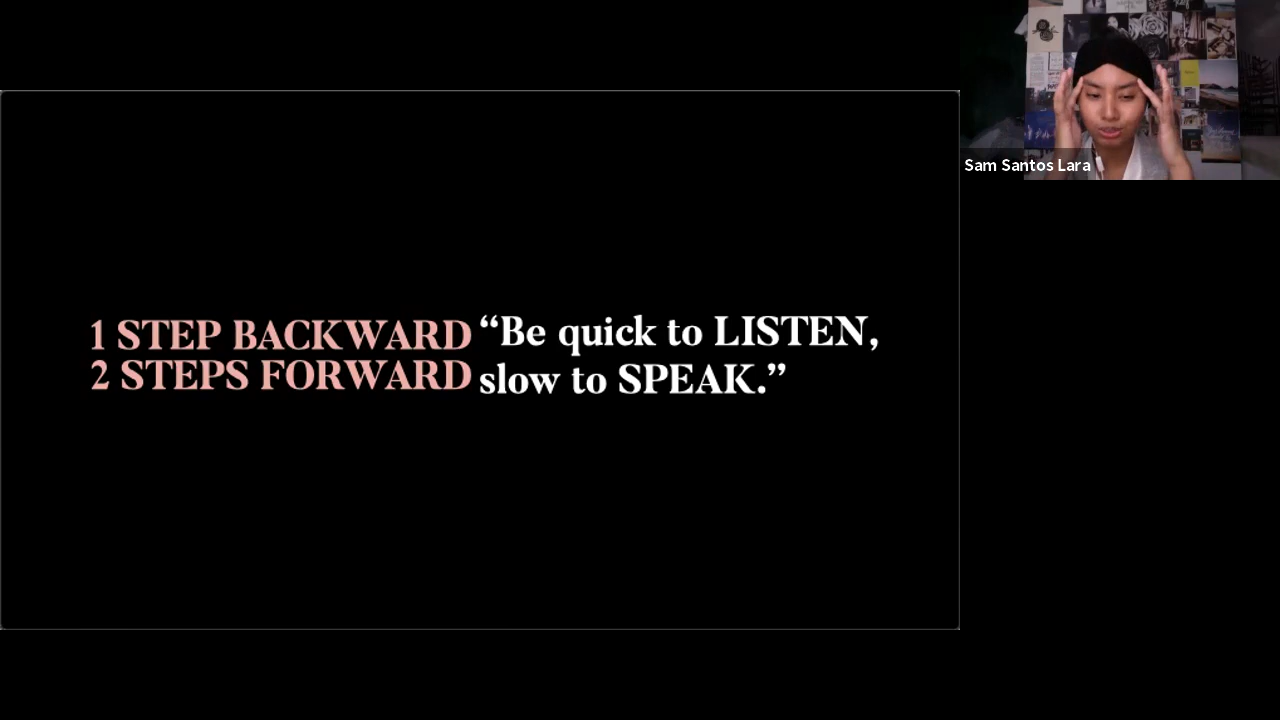 1 STEP BACKWARD
2 STEPS FORWARD
“Be quick to LISTEN,
slow to SPEAK.”
Sam Santos Lara